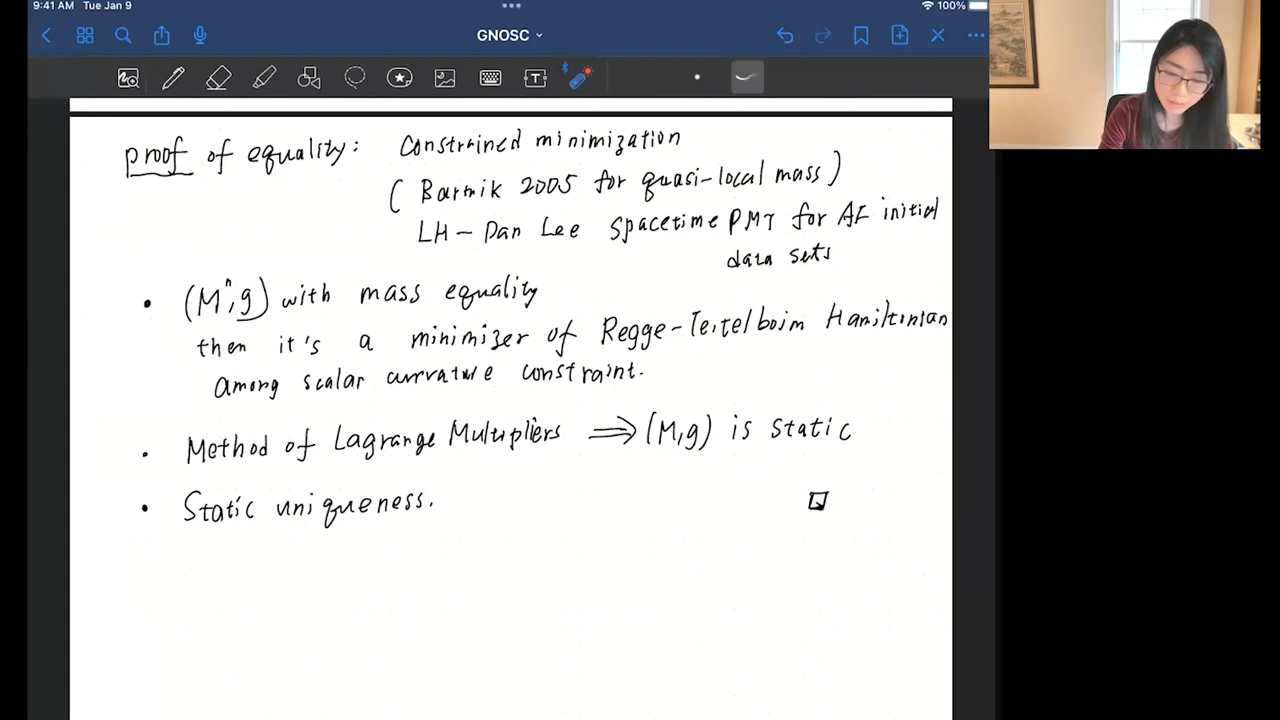 9:41 AM Tue Jan 9
100%
GNOSC
proof of equality: Constrained minimization
( Bartnik 2005 for quasi-local mass )
LH - Dan Lee spacetime PMT for AF initial
data sets
• (Mⁿ, g) with mass equality
then it's a minimizer of Regge-Teitelboim Hamiltonian
among scalar curvature constraint.
• Method of Lagrange Multipliers ⟹ (M, g) is static
• Static uniqueness. □